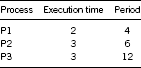 Process Execution time Period
P1 2 4
P2 3 6
P3 3 12